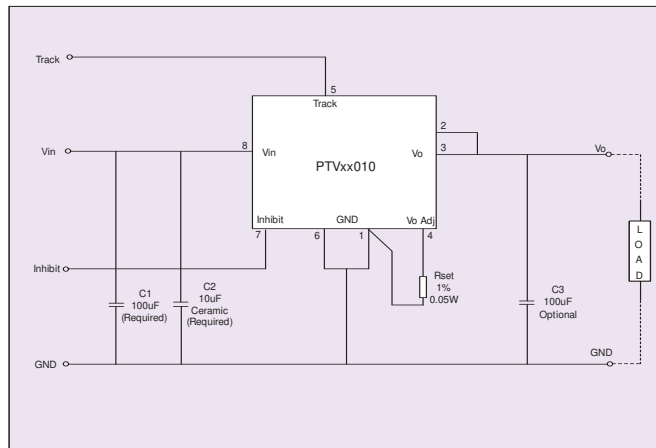 Track
5
Track
2
Vin
8
Vin
Vo
3
Vo
PTVxx010
Inhibit
GND
Vo Adj
7
6
1
4
LOAD
Inhibit
C1
100uF
(Required)
C2
10uF
Ceramic
(Required)
Rset
1%
0.05W
C3
100uF
Optional
GND
GND